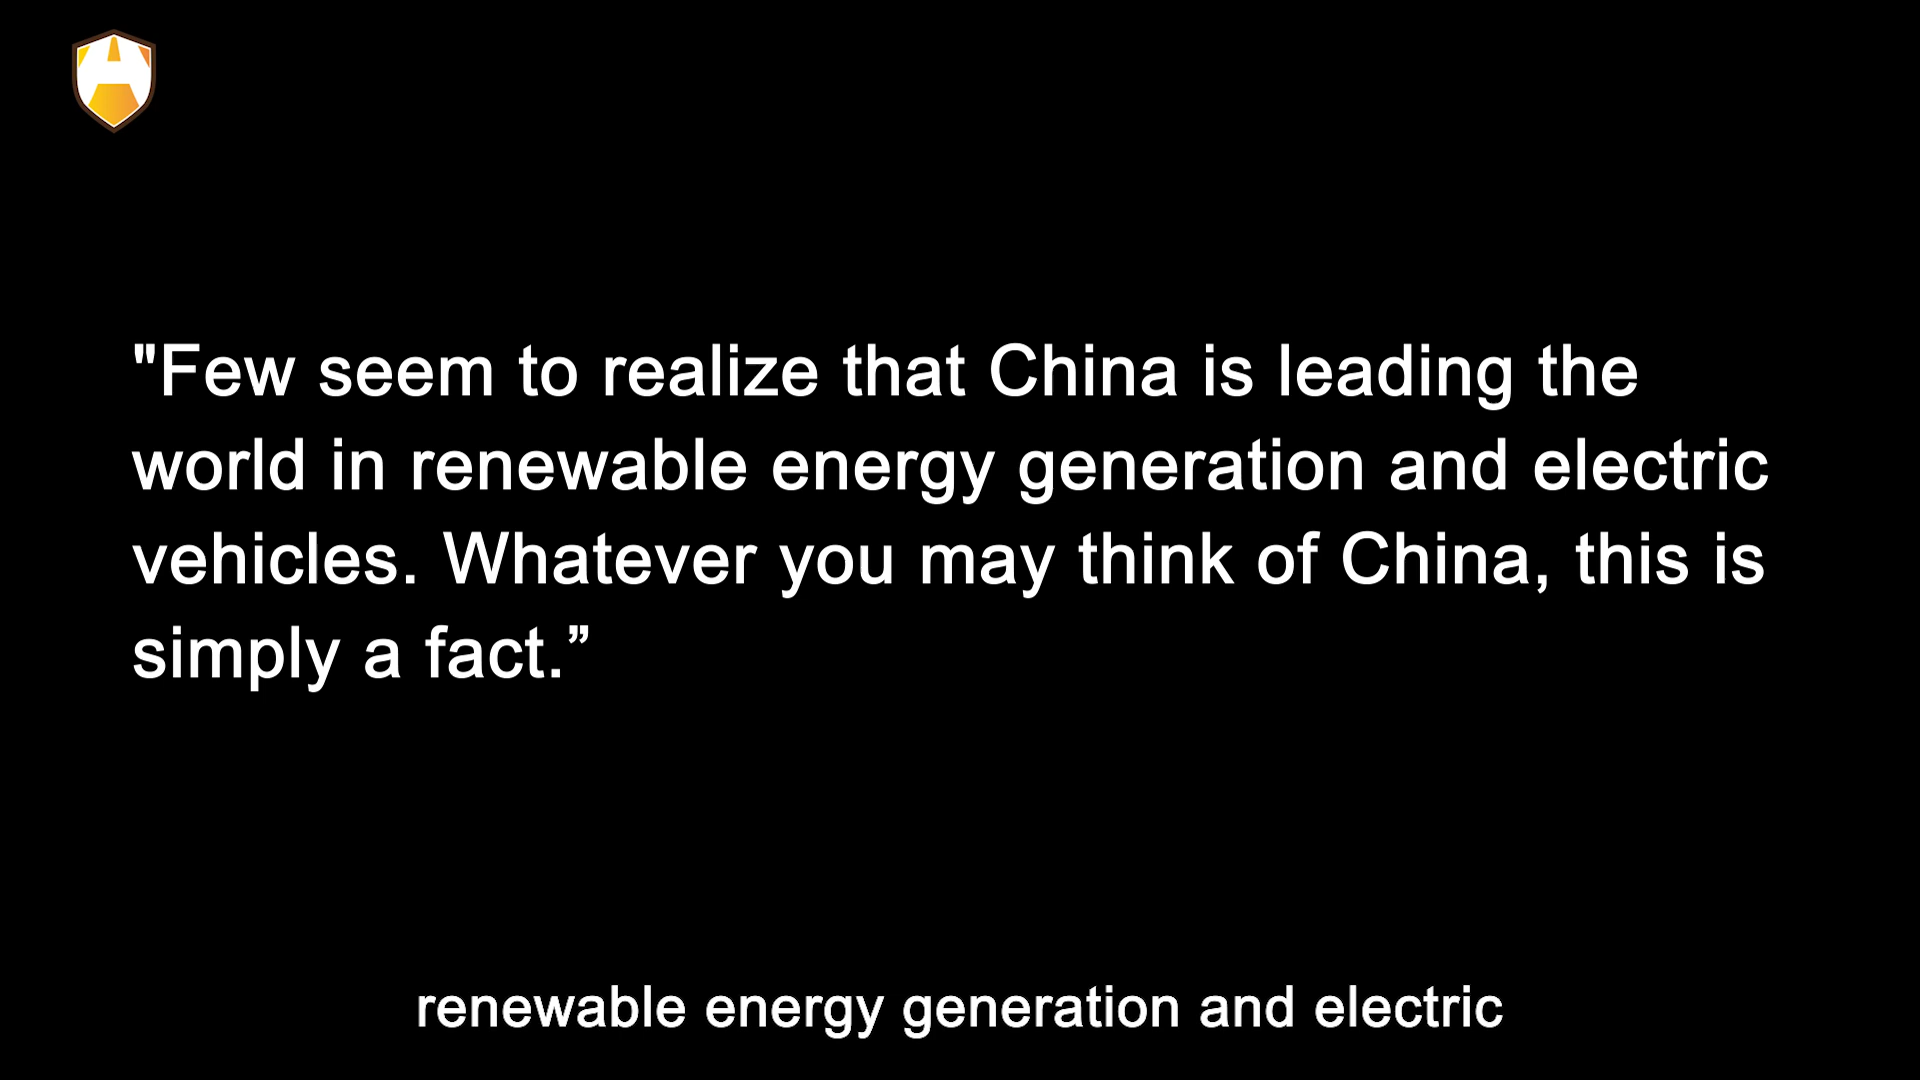 "Few seem to realize that China is leading the
world in renewable energy generation and electric
vehicles. Whatever you may think of China, this is
simply a fact.”
renewable energy generation and electric